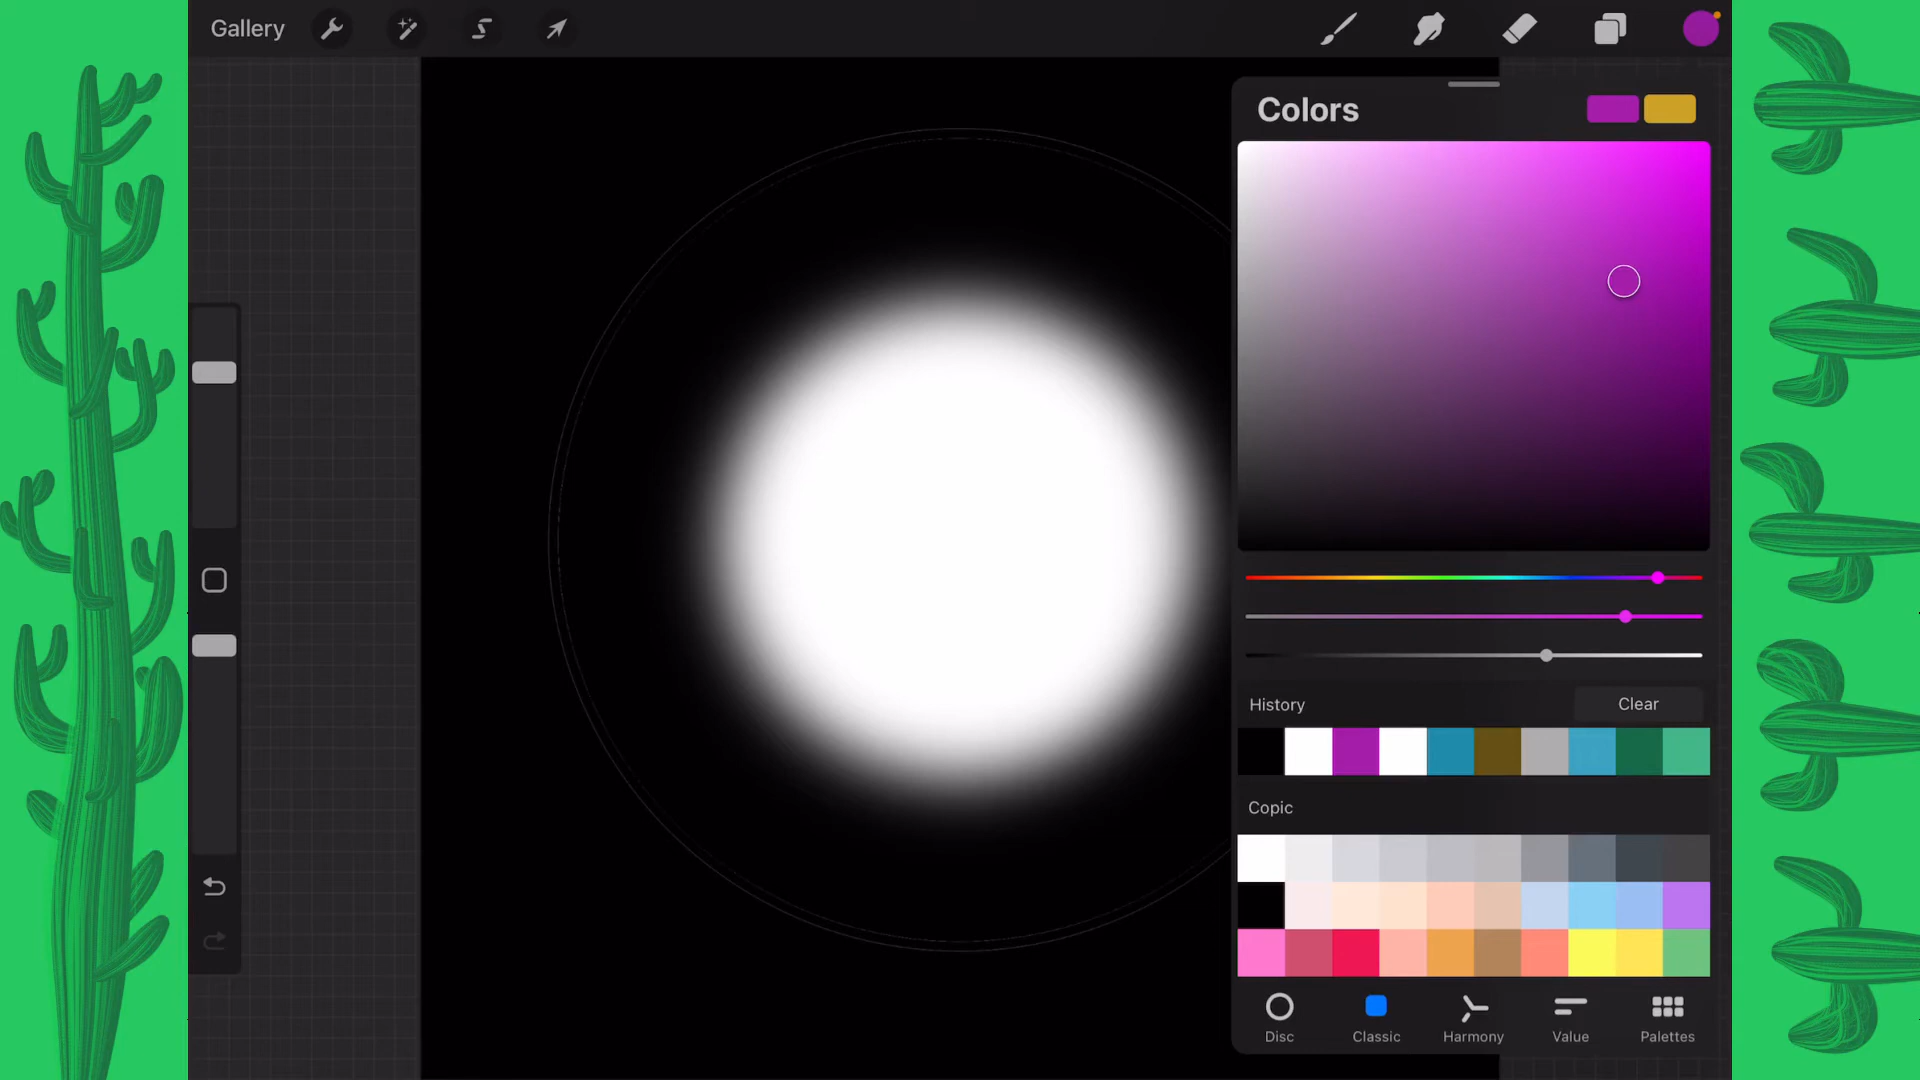 Gallery
Colors
History
Clear
Copic
Disc
Classic
Harmony
Value
Palettes